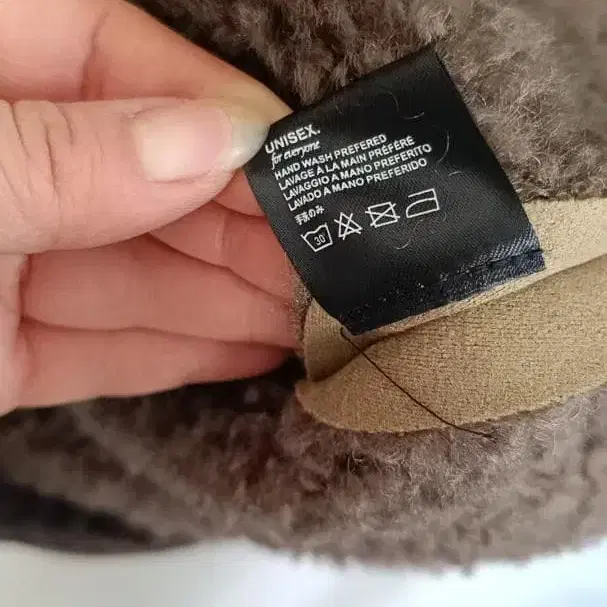 UNISEX.
for everyone
HAND WASH PREFERED
LAVAGE À LA MAIN PRÉFÉRÉ
LAVAGGIO A MANO PREFERITO
LAVADO A MANO PREFERIDO
手洗のみ
30°